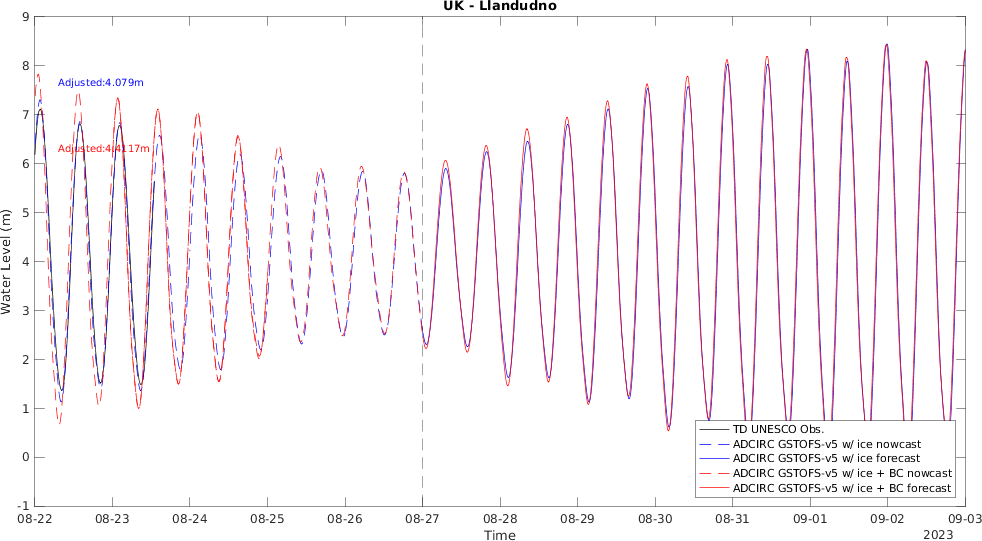 UK - Llandudno
9
8
7
6
5
4
3
2
1
0
-1
Water Level (m)
Adjusted:4.079m
Adjusted:4.4117m
TD UNESCO Obs.
ADCIRC GSTOFS-v5 w/ ice nowcast
ADCIRC GSTOFS-v5 w/ ice forecast
ADCIRC GSTOFS-v5 w/ ice + BC nowcast
ADCIRC GSTOFS-v5 w/ ice + BC forecast
08-22 08-23 08-24 08-25 08-26 08-27 08-28 08-29 08-30 08-31 09-01 09-02 09-03
Time
2023